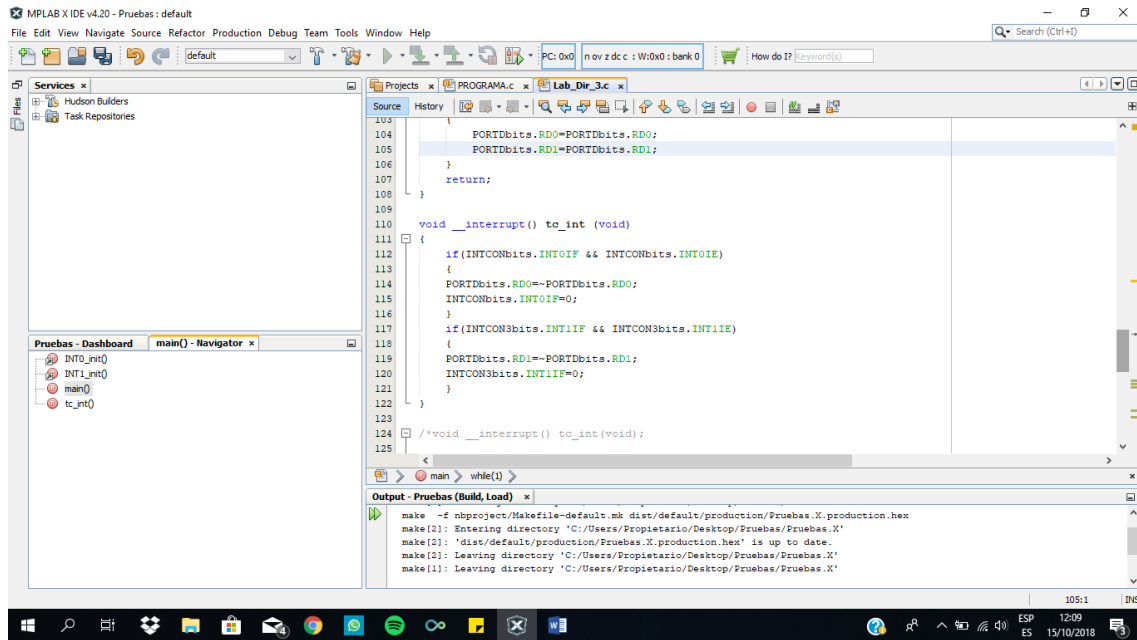 MPLAB X IDE v4.20 - Pruebas : default
File Edit View Navigate Source Refactor Production Debug Team Tools Window Help
Search (Ctrl+I)
default
PC: 0x0
n ov z dc c : W:0x0 : bank 0
How do I?
Keyword(s)
Files
Services
Hudson Builders
Task Repositories
Projects
PROGRAMA.c
Lab_Dir_3.c
Source
History
103 {
104 PORTDbits.RD0=PORTDbits.RD0;
105 PORTDbits.RD1=PORTDbits.RD1;
106 }
107 return;
108 }
109
110 void __interrupt() tc_int (void)
111 {
112 if(INTCONbits.INT0IF && INTCONbits.INT0IE)
113 {
114 PORTDbits.RD0=~PORTDbits.RD0;
115 INTCONbits.INT0IF=0;
116 }
117 if(INTCON3bits.INT1IF && INTCON3bits.INT1IE)
118 {
119 PORTDbits.RD1=~PORTDbits.RD1;
120 INTCON3bits.INT1IF=0;
121 }
122 }
123
124 /*void __interrupt() tc_int(void);
125
main
while(1)
Pruebas - Dashboard
main() - Navigator
INT0_init()
INT1_init()
main()
tc_int()
Output - Pruebas (Build, Load)
make -f nbproject/Makefile-default.mk dist/default/production/Pruebas.X.production.hex
make[2]: Entering directory 'C:/Users/Propietario/Desktop/Pruebas/Pruebas.X'
make[2]: 'dist/default/production/Pruebas.X.production.hex' is up to date.
make[2]: Leaving directory 'C:/Users/Propietario/Desktop/Pruebas/Pruebas.X'
make[1]: Leaving directory 'C:/Users/Propietario/Desktop/Pruebas/Pruebas.X'
105:1
INS
4
ESP
ES
12:09
15/10/2018
3